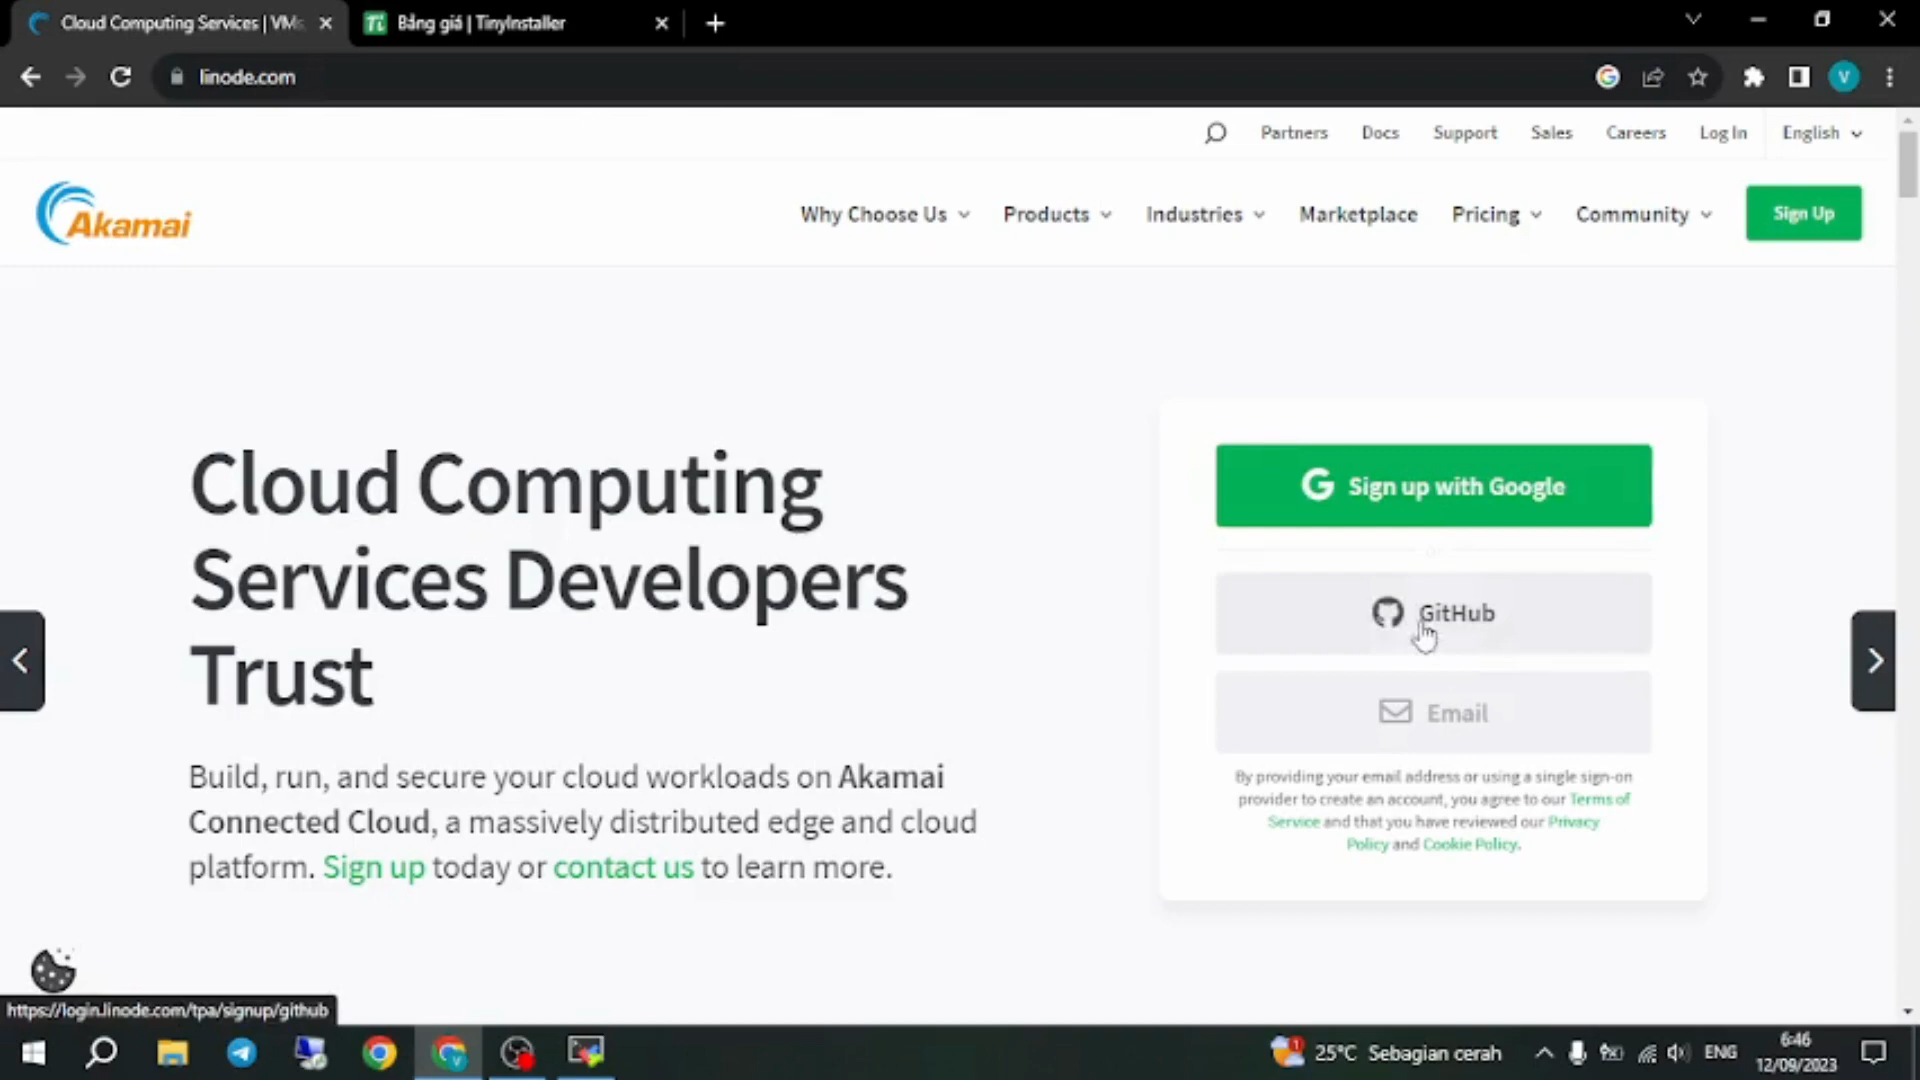 Cloud Computing Services | VMs
Bảng giá | TinyInstaller
linode.com
V
Partners
Docs
Support
Sales
Careers
Log In
English
Akamai
Why Choose Us
Products
Industries
Marketplace
Pricing
Community
Sign Up
Cloud Computing
Services Developers
Trust
Build, run, and secure your cloud workloads on Akamai
Connected Cloud, a massively distributed edge and cloud
platform. Sign up today or contact us to learn more.
Sign up with Google
GitHub
Email
By providing your email address or using a single sign-on
provider to create an account, you agree to our Terms of
Service and that you have reviewed our Privacy
Policy and Cookie Policy.
https://login.linode.com/tpa/signup/github
1
25°C Sebagian cerah
ENG
6:46
12/09/2023